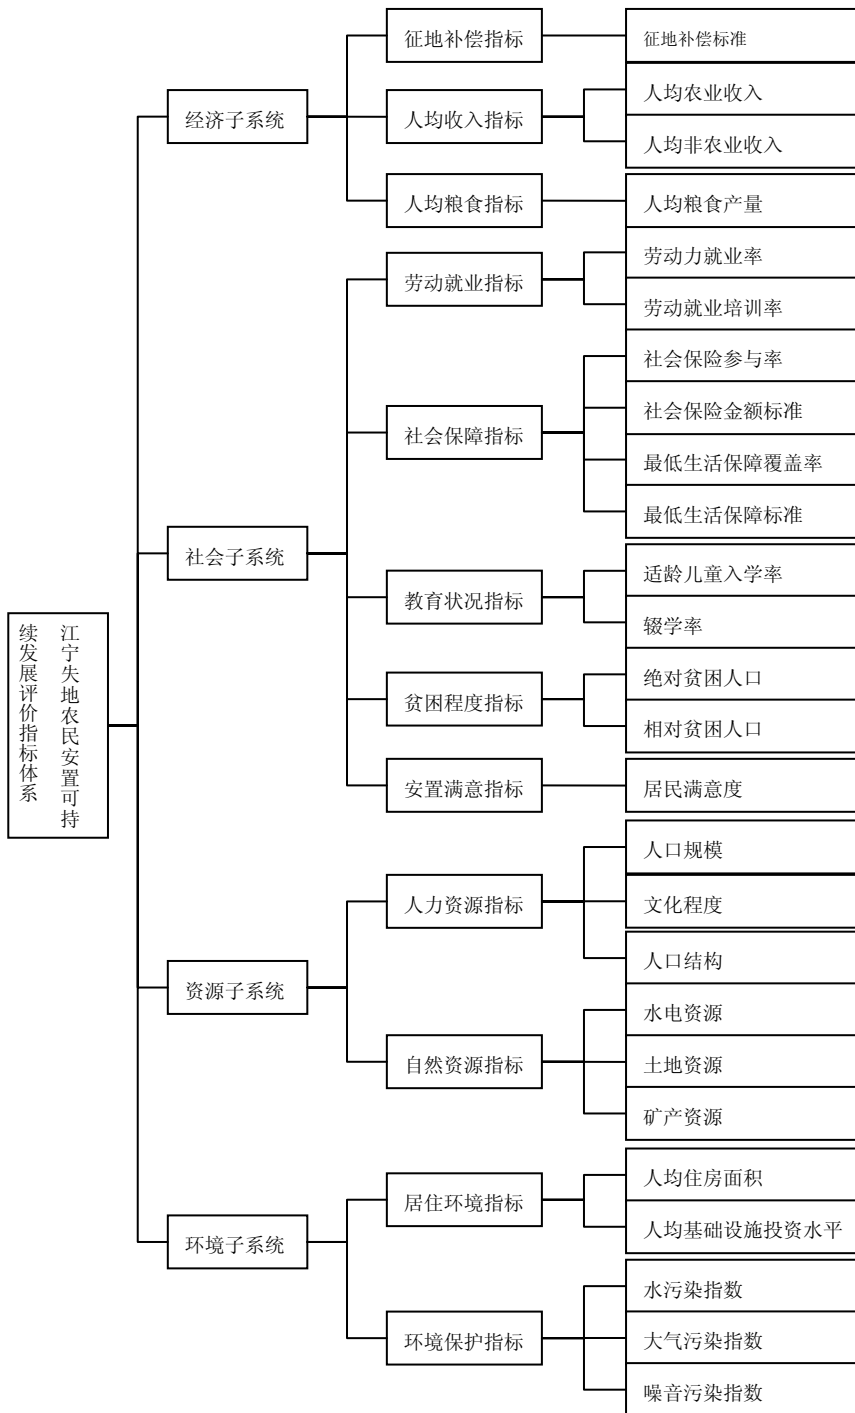 江宁失地农民安置可持
续发展评价指标体系
经济子系统
征地补偿指标
征地补偿标准
人均收入指标
人均农业收入
人均非农业收入
人均粮食指标
人均粮食产量
社会子系统
劳动就业指标
劳动力就业率
劳动就业培训率
社会保障指标
社会保险参与率
社会保险金额标准
最低生活保障覆盖率
最低生活保障标准
教育状况指标
适龄儿童入学率
辍学率
贫困程度指标
绝对贫困人口
相对贫困人口
安置满意指标
居民满意度
资源子系统
人力资源指标
人口规模
文化程度
人口结构
自然资源指标
水电资源
土地资源
矿产资源
环境子系统
居住环境指标
人均住房面积
人均基础设施投资水平
环境保护指标
水污染指数
大气污染指数
噪音污染指数